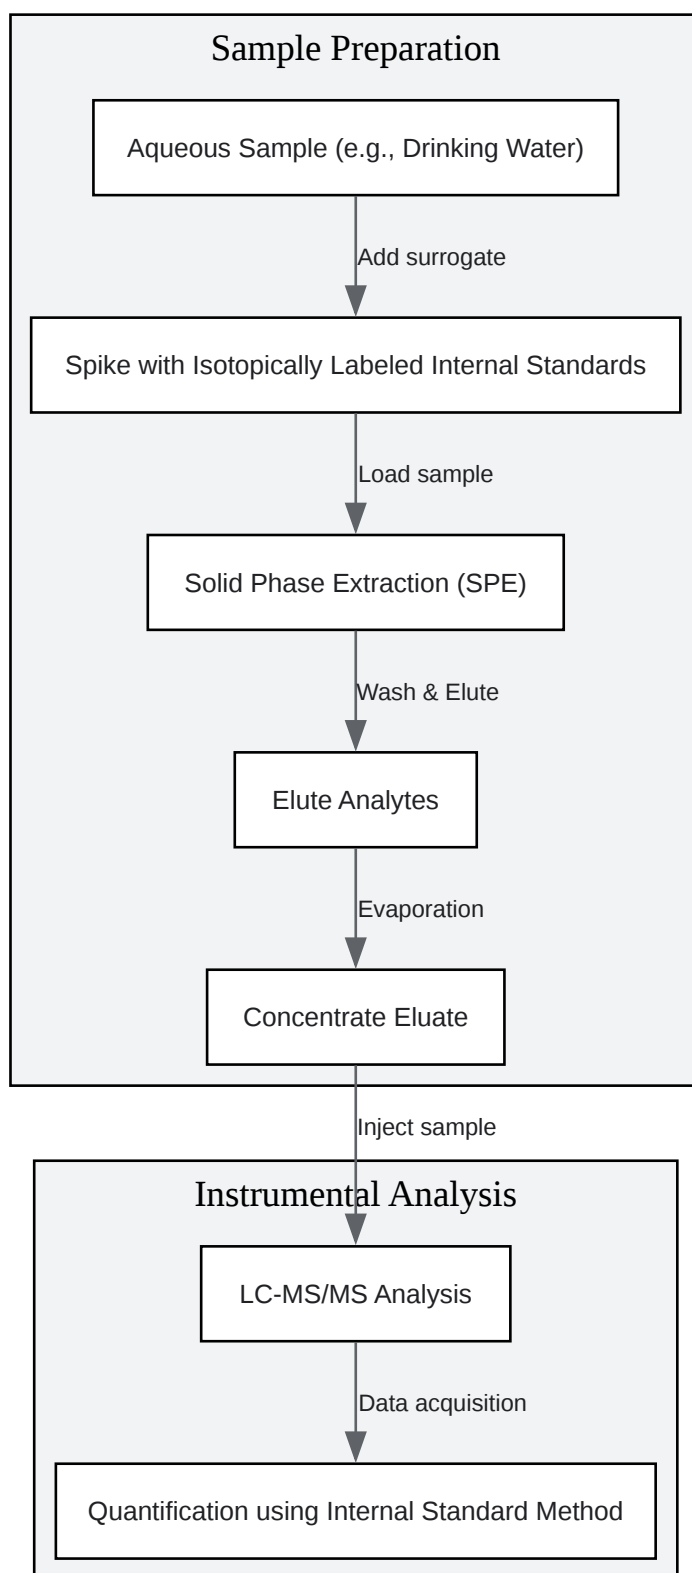 Sample Preparation
Aqueous Sample (e.g., Drinking Water)
Add surrogate
Spike with Isotopically Labeled Internal Standards
Load sample
Solid Phase Extraction (SPE)
Wash & Elute
Elute Analytes
Evaporation
Concentrate Eluate
Inject sample
Instrumental Analysis
LC-MS/MS Analysis
Data acquisition
Quantification using Internal Standard Method